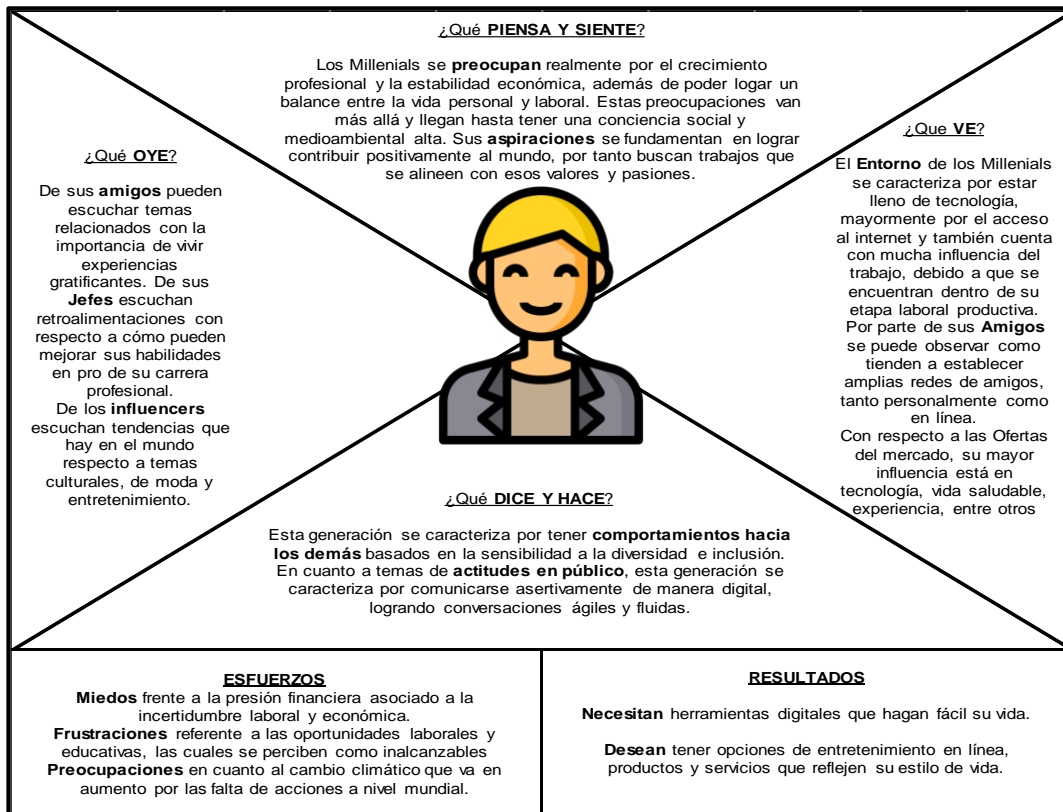 ¿Qué PIENSA Y SIENTE?
Los Millenials se preocupan realmente por el crecimiento
profesional y la estabilidad económica, además de poder logar un
balance entre la vida personal y laboral. Estas preocupaciones van
más allá y llegan hasta tener una conciencia social y
medioambiental alta. Sus aspiraciones se fundamentan en lograr
contribuir positivamente al mundo, por tanto buscan trabajos que
se alineen con esos valores y pasiones.
¿Qué OYE?
De sus amigos pueden
escuchar temas
relacionados con la
importancia de vivir
experiencias
gratificantes. De sus
Jefes escuchan
retroalimentaciones con
respecto a cómo pueden
mejorar sus habilidades
en pro de su carrera
profesional.
De los influencers
escuchan tendencias que
hay en el mundo
respecto a temas
culturales, de moda y
entretenimiento.
¿Que VE?
El Entorno de los Millenials
se caracteriza por estar
lleno de tecnología,
mayormente por el acceso
al internet y también cuenta
con mucha influencia del
trabajo, debido a que se
encuentran dentro de su
etapa laboral productiva.
Por parte de sus Amigos
se puede observar como
tienden a establecer
amplias redes de amigos,
tanto personalmente como
en línea.
Con respecto a las Ofertas
del mercado, su mayor
influencia está en
tecnología, vida saludable,
experiencia, entre otros
¿Qué DICE Y HACE?
Esta generación se caracteriza por tener comportamientos hacia
los demás basados en la sensibilidad a la diversidad e inclusión.
En cuanto a temas de actitudes en público, esta generación se
caracteriza por comunicarse asertivamente de manera digital,
logrando conversaciones ágiles y fluidas.
ESFUERZOS
Miedos frente a la presión financiera asociado a la
incertidumbre laboral y económica.
Frustraciones referente a las oportunidades laborales y
educativas, las cuales se perciben como inalcanzables
Preocupaciones en cuanto al cambio climático que va en
aumento por las falta de acciones a nivel mundial.
RESULTADOS
Necesitan herramientas digitales que hagan fácil su vida.
Desean tener opciones de entretenimiento en línea,
productos y servicios que reflejen su estilo de vida.